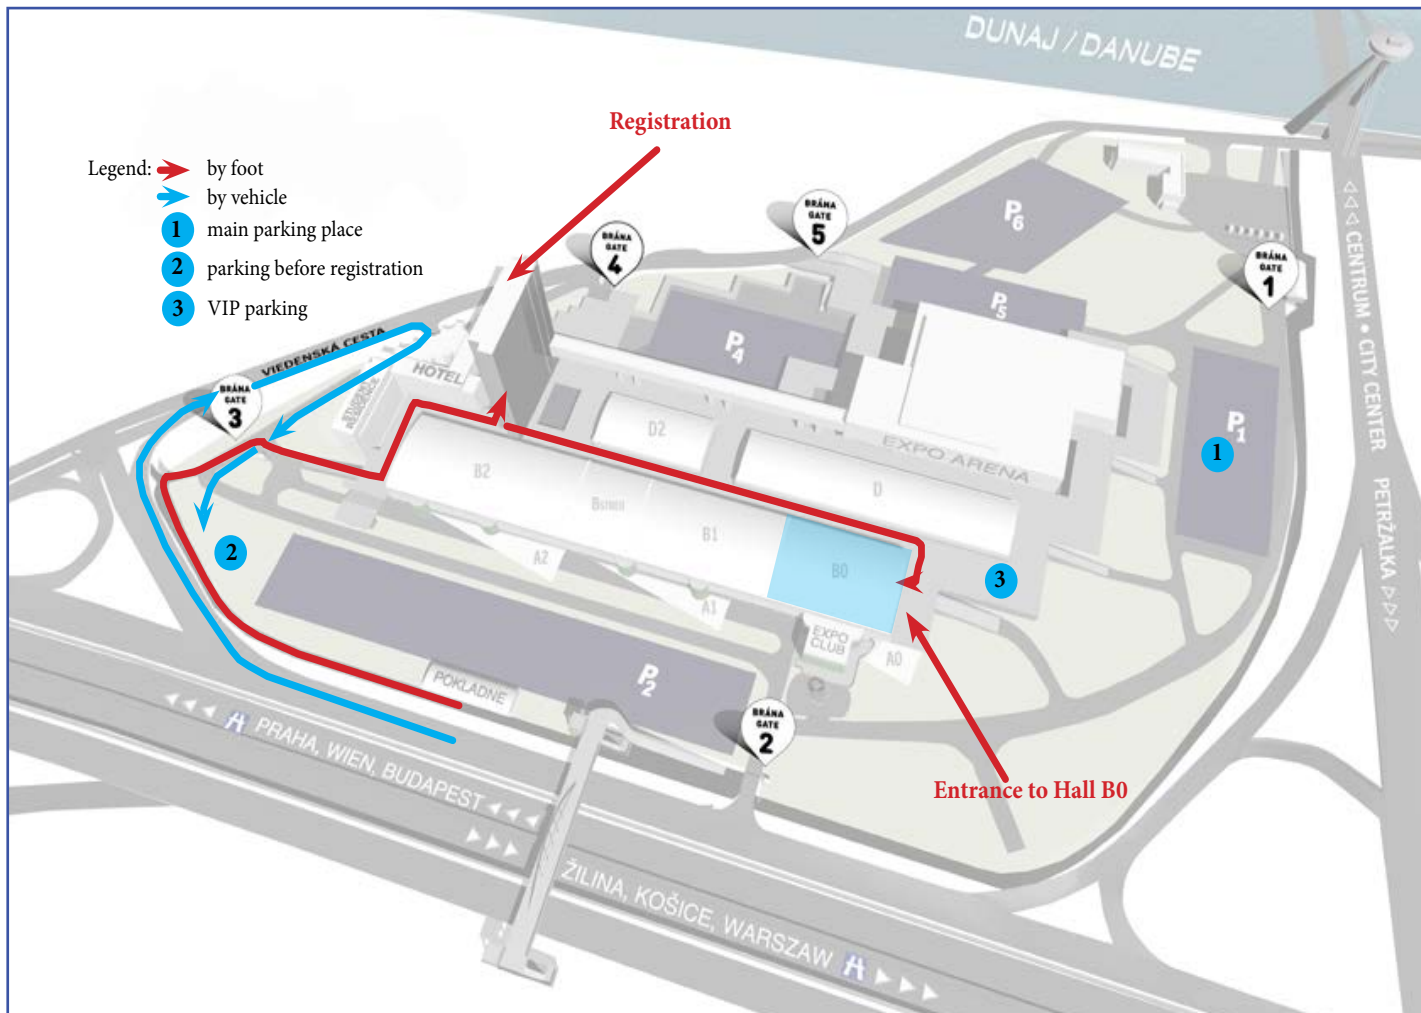 DUNAJ / DANUBE
Registration
Legend:
by foot
by vehicle
1 main parking place
2 parking before registration
3 VIP parking
BRÁNA
GATE
5
BRÁNA
GATE
4
BRÁNA
GATE
1
BRÁNA
GATE
3
VIEDENSKÁ CESTA
HOTEL
STUDENT
RESIDENCE
P6
P5
P4
P1
1
CENTRUM • CITY CENTER
PETRŽALKA
EXPO ARENA
D2
D
B2
B1
B0
A2
A1
A0
EXPO
CLUB
3
2
P2
POKLADNE
BRÁNA
GATE
2
Entrance to Hall B0
PRAHA, WIEN, BUDAPEST
ŽILINA, KOŠICE, WARSZAW